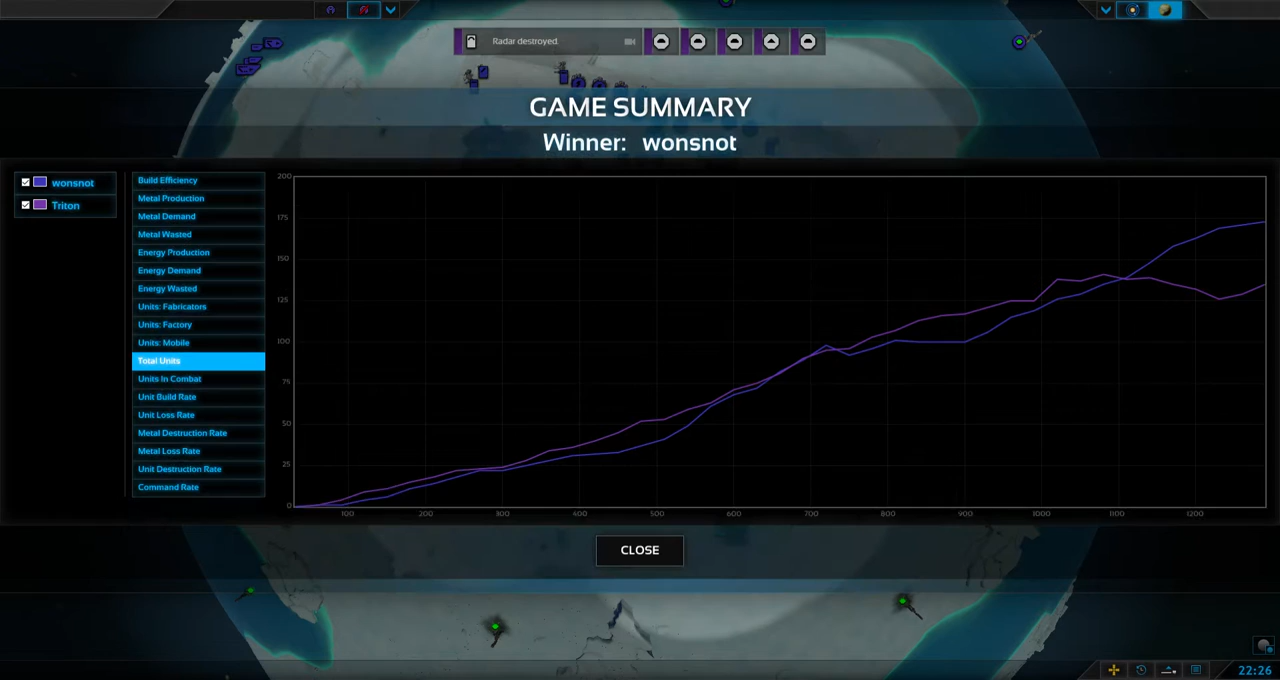 Radar destroyed.
GAME SUMMARY
Winner: wonsnot
wonsnot
Triton
Build Efficiency
Metal Production
Metal Demand
Metal Wasted
Energy Production
Energy Demand
Energy Wasted
Units: Fabricators
Units: Factory
Units: Mobile
Total Units
Units In Combat
Unit Build Rate
Unit Loss Rate
Metal Destruction Rate
Metal Loss Rate
Unit Destruction Rate
Command Rate
200
175
150
125
100
75
50
25
0
100 200 300 400 500 600 700 800 900 1000 1100 1200
CLOSE
22:26